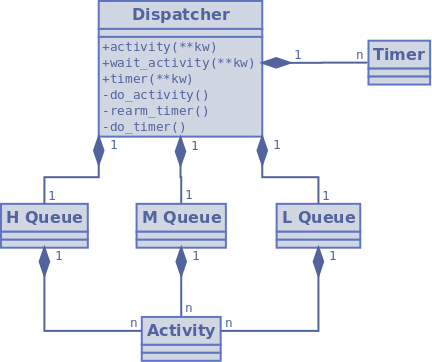 Dispatcher
+activity(**kw)
+wait_activity(**kw)
+timer(**kw)
-do_activity()
-rearm_timer()
-do_timer()
1
n
Timer
1
1
1
1
1
1
H Queue
M Queue
L Queue
1
1
1
n
n
n
Activity